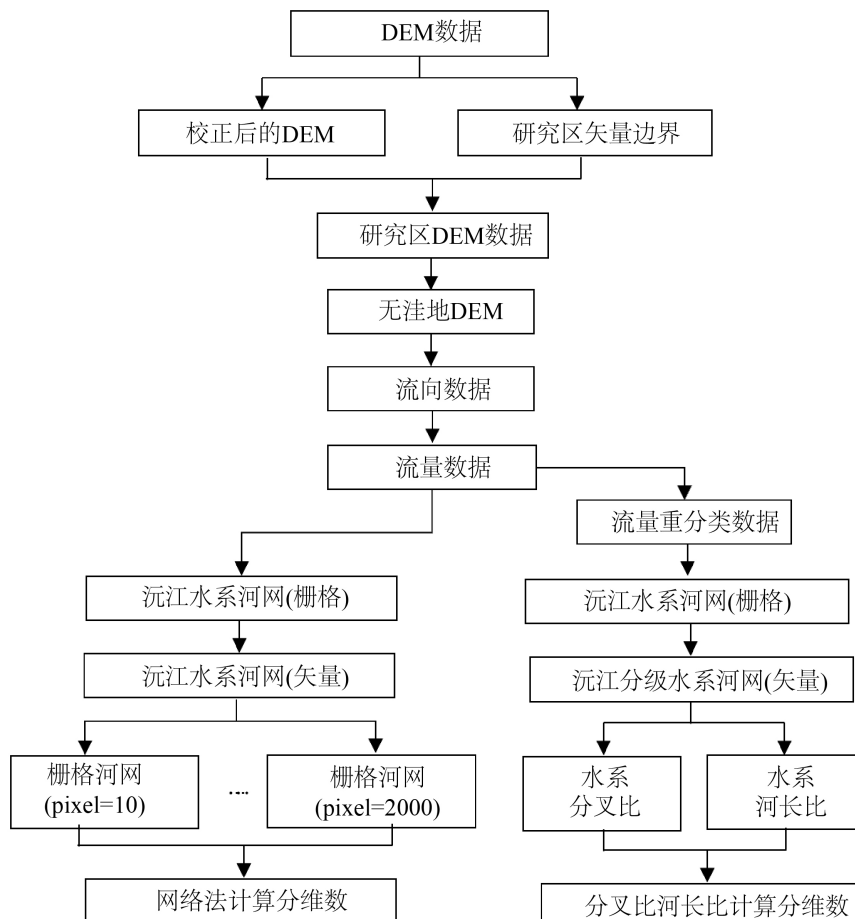 DEM数据
校正后的DEM
研究区矢量边界
研究区DEM数据
无洼地DEM
流向数据
流量数据
流量重分类数据
沅江水系河网(栅格)
沅江水系河网(栅格)
沅江水系河网(矢量)
沅江分级水系河网(矢量)
栅格河网
(pixel=10)
....
栅格河网
(pixel=2000)
水系
分叉比
水系
河长比
网络法计算分维数
分叉比河长比计算分维数